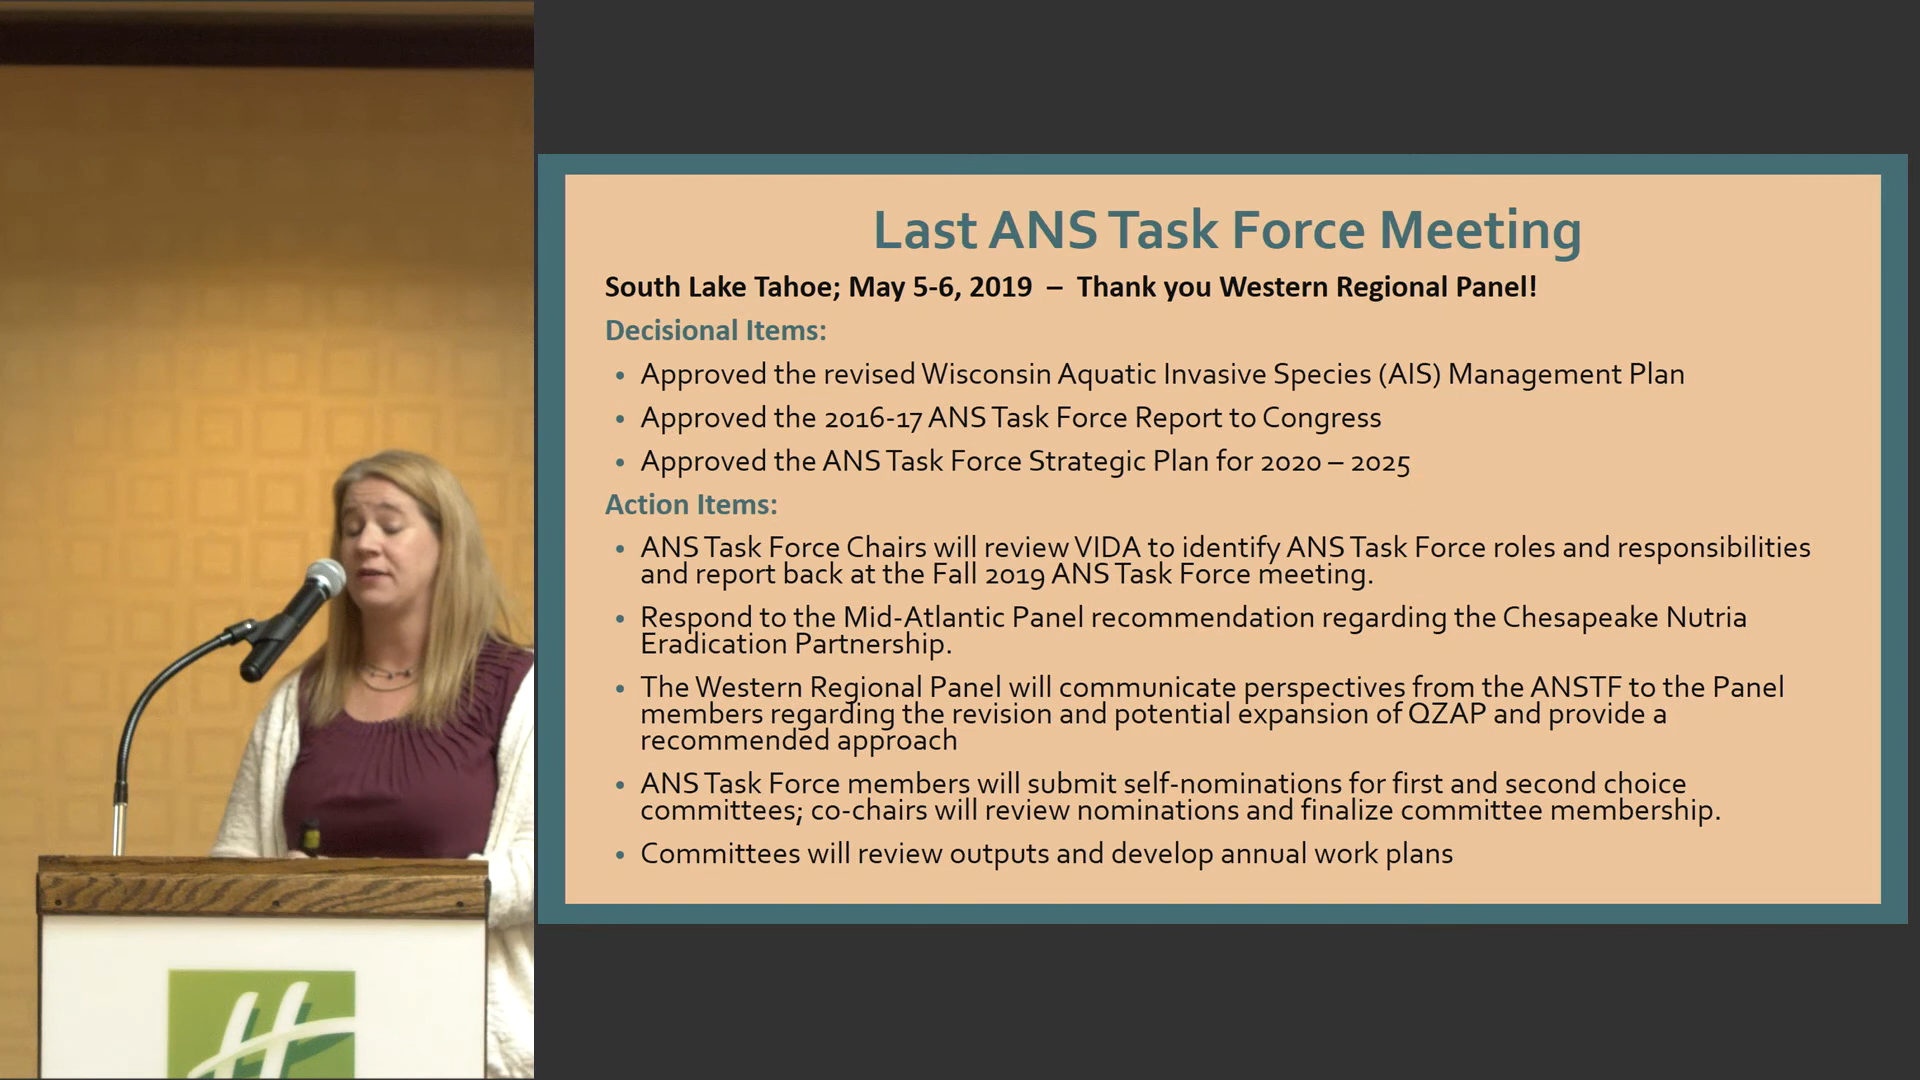 Last ANS Task Force Meeting
South Lake Tahoe; May 5-6, 2019 – Thank you Western Regional Panel!
Decisional Items:
• Approved the revised Wisconsin Aquatic Invasive Species (AIS) Management Plan
• Approved the 2016-17 ANS Task Force Report to Congress
• Approved the ANS Task Force Strategic Plan for 2020 – 2025
Action Items:
• ANS Task Force Chairs will review VIDA to identify ANS Task Force roles and responsibilities
and report back at the Fall 2019 ANS Task Force meeting.
• Respond to the Mid-Atlantic Panel recommendation regarding the Chesapeake Nutria
Eradication Partnership.
• The Western Regional Panel will communicate perspectives from the ANSTF to the Panel
members regarding the revision and potential expansion of QZAP and provide a
recommended approach
• ANS Task Force members will submit self-nominations for first and second choice
committees; co-chairs will review nominations and finalize committee membership.
• Committees will review outputs and develop annual work plans
H